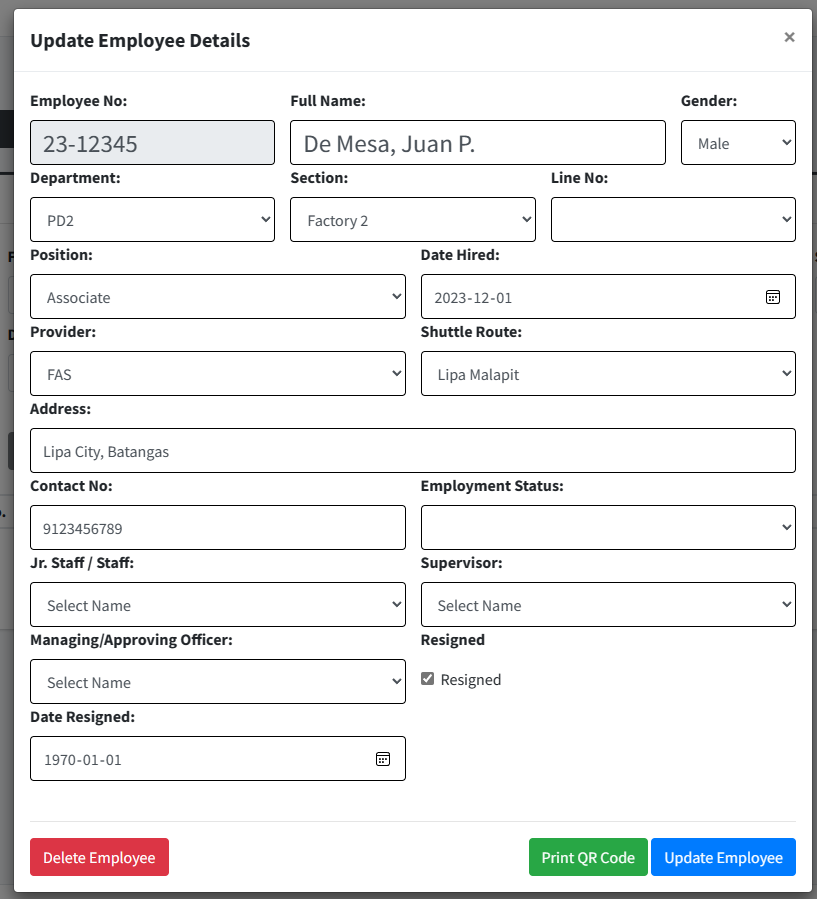 Update Employee Details ×
Employee No: Full Name: Gender:
23-12345 De Mesa, Juan P. Male
Department: Section: Line No:
PD2 Factory 2
Position: Date Hired:
Associate 2023-12-01
Provider: Shuttle Route:
FAS Lipa Malapit
Address:
Lipa City, Batangas
Contact No: Employment Status:
9123456789
Jr. Staff / Staff: Supervisor:
Select Name Select Name
Managing/Approving Officer: Resigned
Select Name Resigned
Date Resigned:
1970-01-01
Delete Employee Print QR Code Update Employee